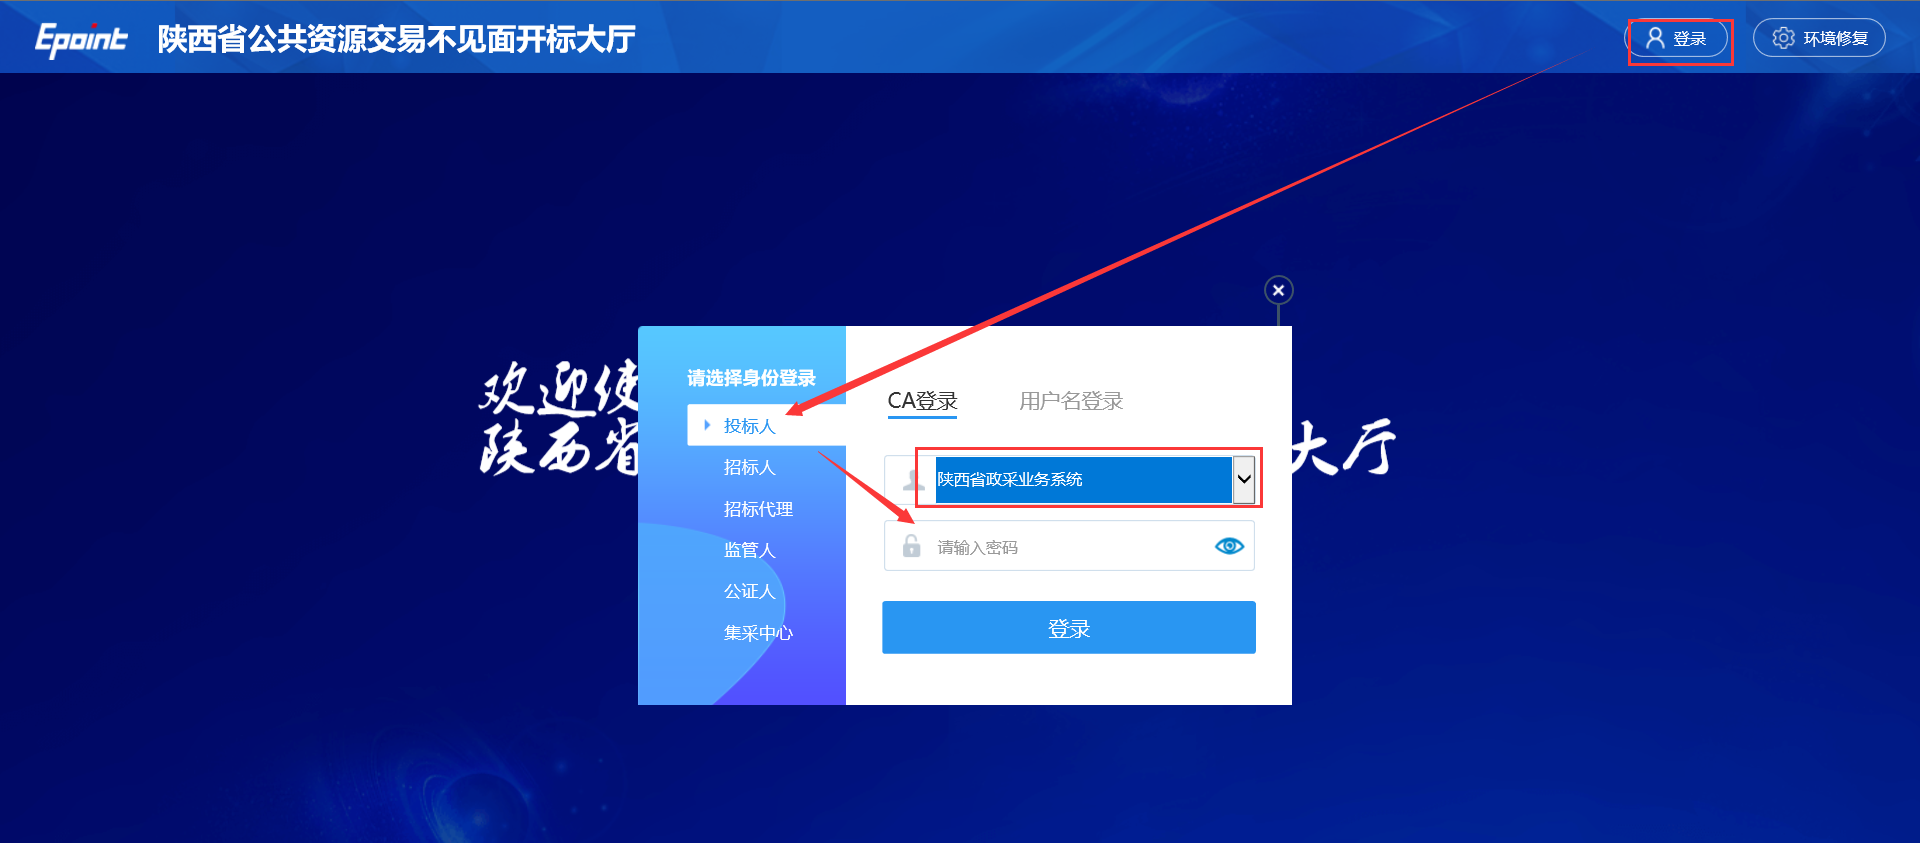 Epoint 陕西省公共资源交易不见面开标大厅
登录
环境修复
欢迎使
陕西省
大厅
请选择身份登录
投标人
招标人
招标代理
监管人
公证人
集采中心
CA登录
用户名登录
陕西省政采业务系统
请输入密码
登录